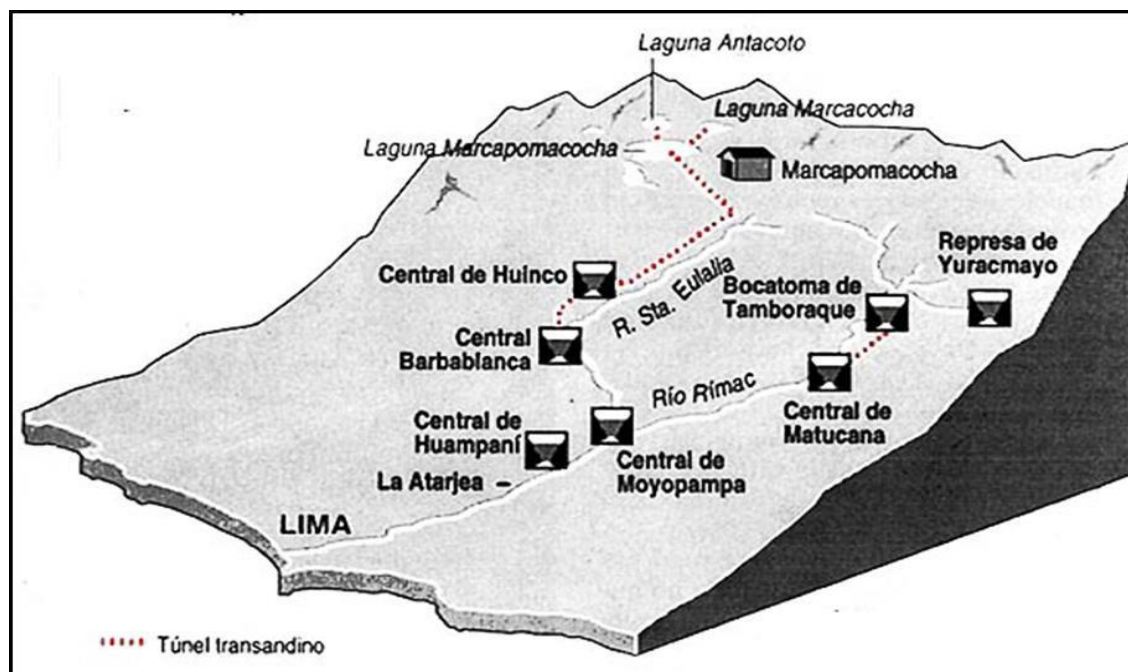 Laguna Antacoto
Laguna Marcacocha
Laguna Marcapomacocha
Marcapomacocha
Central de Huinco
R. Sta. Eulalia
Represa de
Yuracmayo
Bocatoma de
Tamboraque
Central
Barbablanca
Río Rímac
Central de
Huampaní
Central de
Matucana
Central de
Moyopampa
La Atarjea
LIMA
Túnel transandino